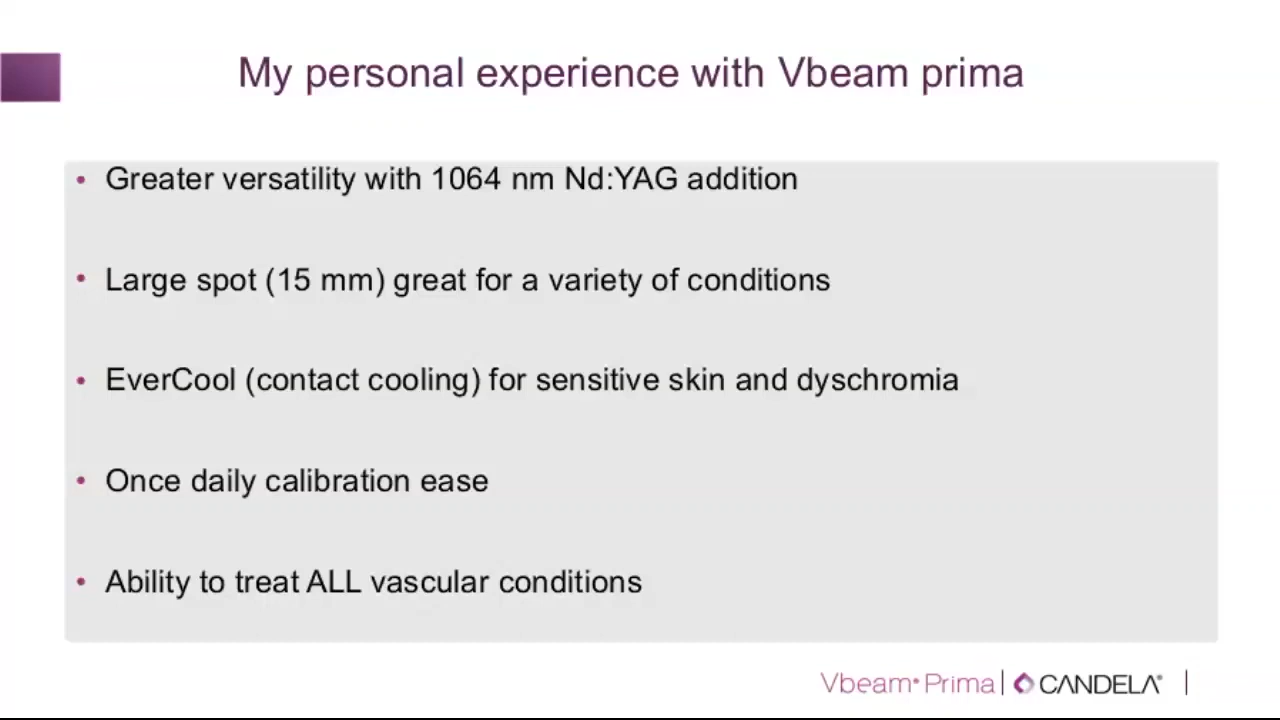 My personal experience with Vbeam prima
• Greater versatility with 1064 nm Nd:YAG addition
• Large spot (15 mm) great for a variety of conditions
• EverCool (contact cooling) for sensitive skin and dyschromia
• Once daily calibration ease
• Ability to treat ALL vascular conditions
Vbeam® Prima | CANDELA® |